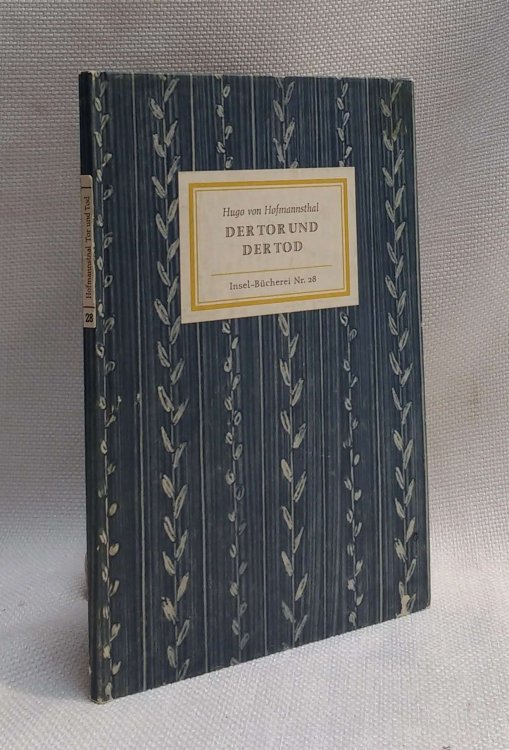 Hugo von Hofmannsthal
DER TOR UND
DER TOD
Insel-Bücherei Nr. 28
Hofmannsthal Tor und Tod
28